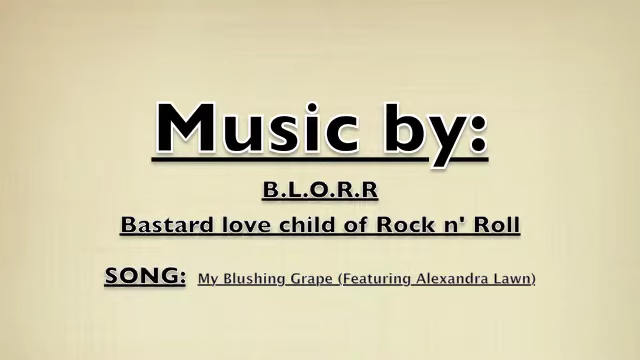 Music by:
B.L.O.R.R
Bastard love child of Rock n' Roll
SONG: My Blushing Grape (Featuring Alexandra Lawn)